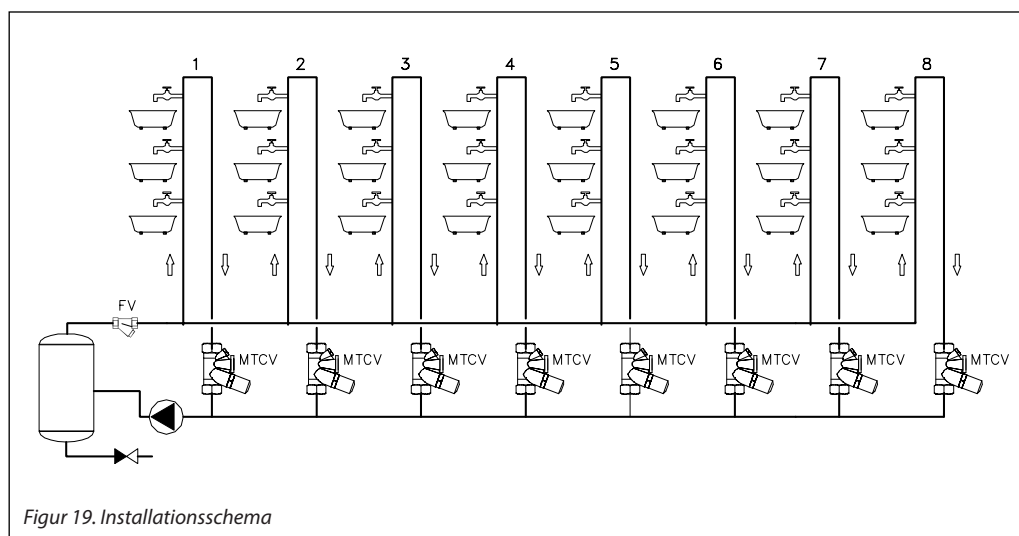 1 2 3 4 5 6 7 8
FV
MTCV MTCV MTCV MTCV MTCV MTCV MTCV MTCV
Figur 19. Installationsschema